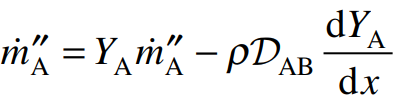 ṁ″_A = Y_A ṁ″_A − ρ𝒟_AB dY_A/dx